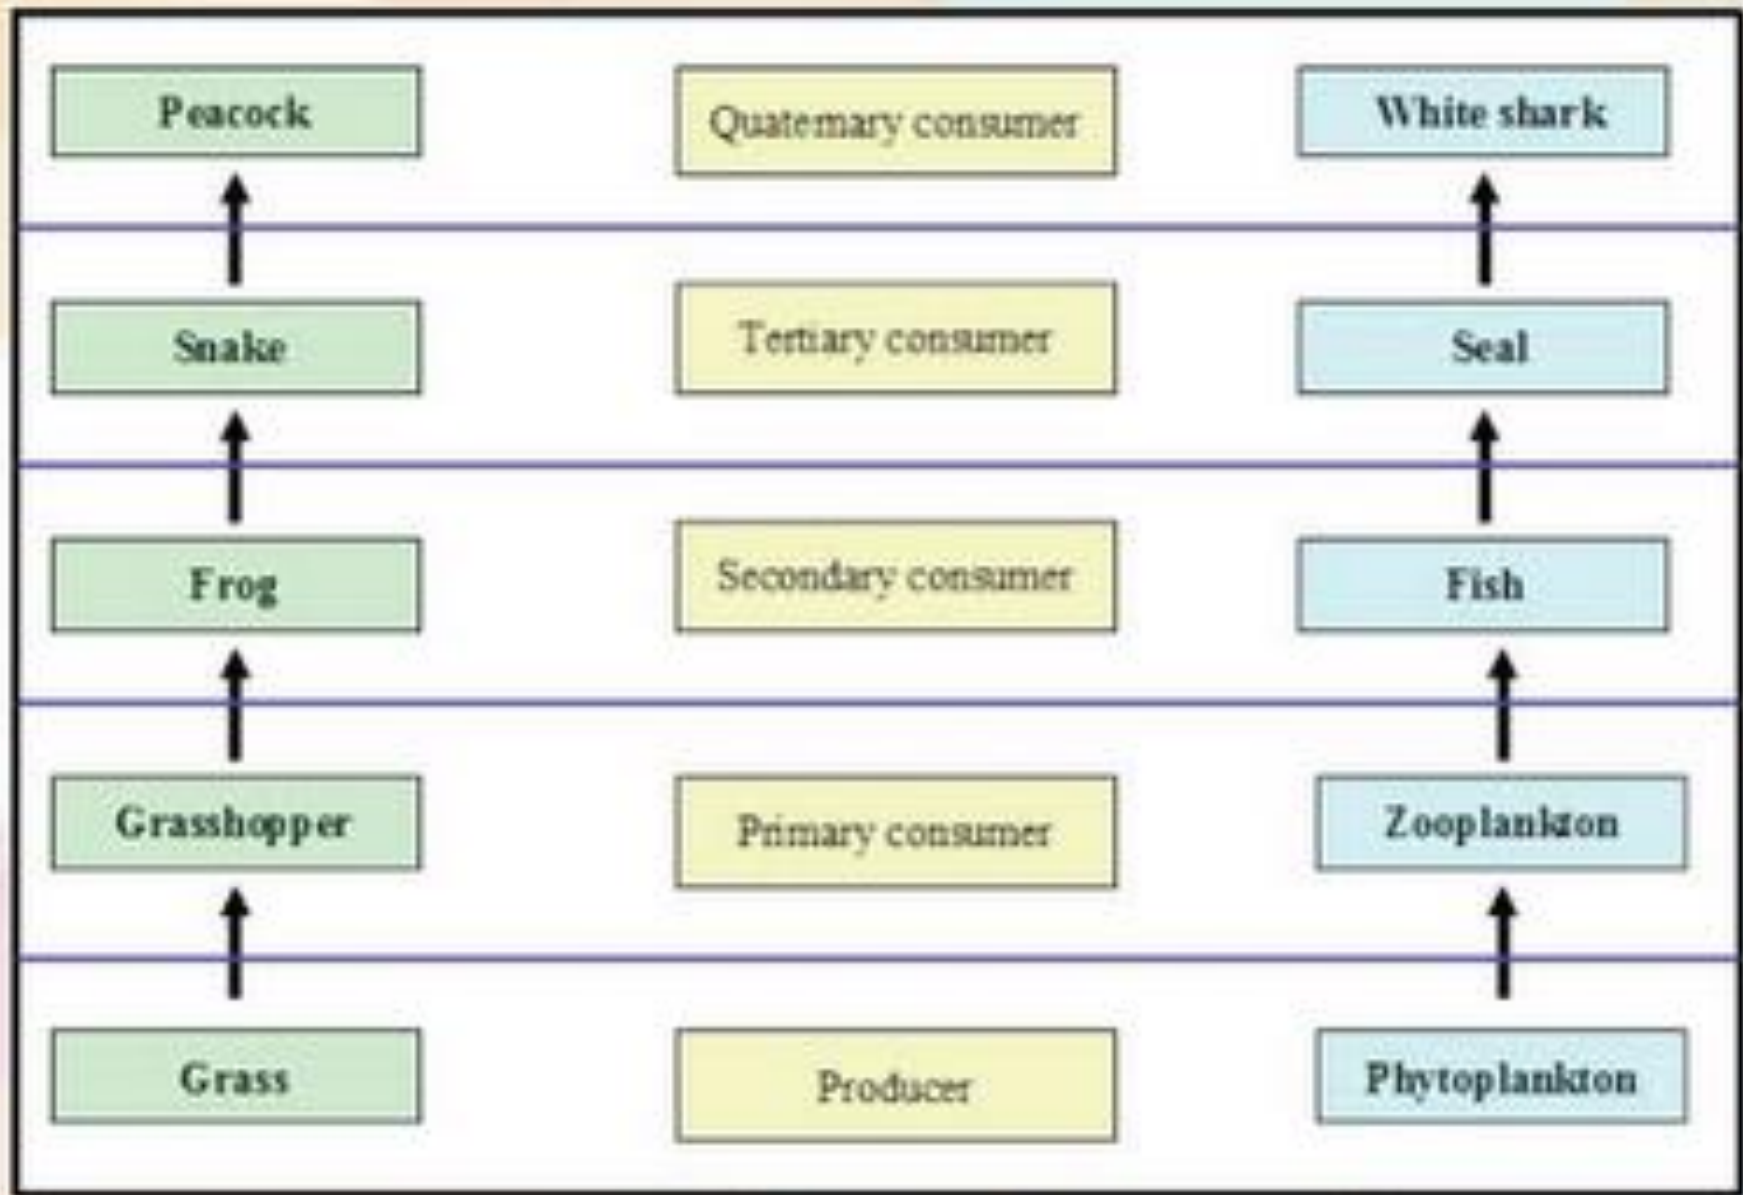 Peacock
Quaternary consumer
White shark
Snake
Tertiary consumer
Seal
Frog
Secondary consumer
Fish
Grasshopper
Primary consumer
Zooplankton
Grass
Producer
Phytoplankton